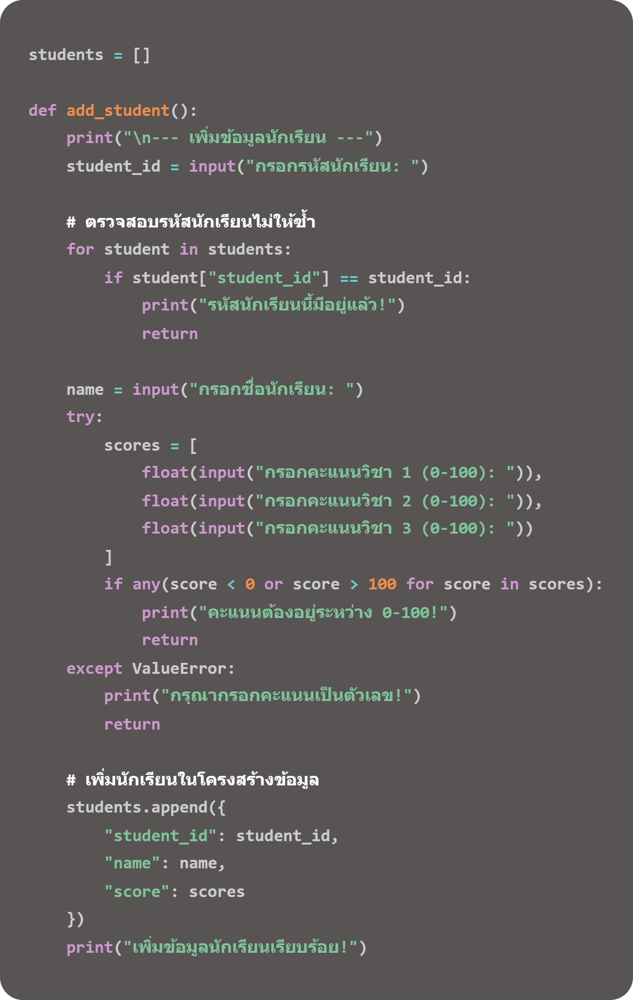 students = []
def add_student():
    print("\n--- เพิ่มข้อมูลนักเรียน ---")
    student_id = input("กรอกรหัสนักเรียน: ")
    # ตรวจสอบรหัสนักเรียนไม่ให้ซ้ำ
    for student in students:
        if student["student_id"] == student_id:
            print("รหัสนักเรียนนี้มีอยู่แล้ว!")
            return
    name = input("กรอกชื่อนักเรียน: ")
    try:
        scores = [
            float(input("กรอกคะแนนวิชา 1 (0-100): ")),
            float(input("กรอกคะแนนวิชา 2 (0-100): ")),
            float(input("กรอกคะแนนวิชา 3 (0-100): "))
        ]
        if any(score < 0 or score > 100 for score in scores):
            print("คะแนนต้องอยู่ระหว่าง 0-100!")
            return
    except ValueError:
        print("กรุณากรอกคะแนนเป็นตัวเลข!")
        return
    # เพิ่มนักเรียนในโครงสร้างข้อมูล
    students.append({
        "student_id": student_id,
        "name": name,
        "score": scores
    })
    print("เพิ่มข้อมูลนักเรียนเรียบร้อย!")